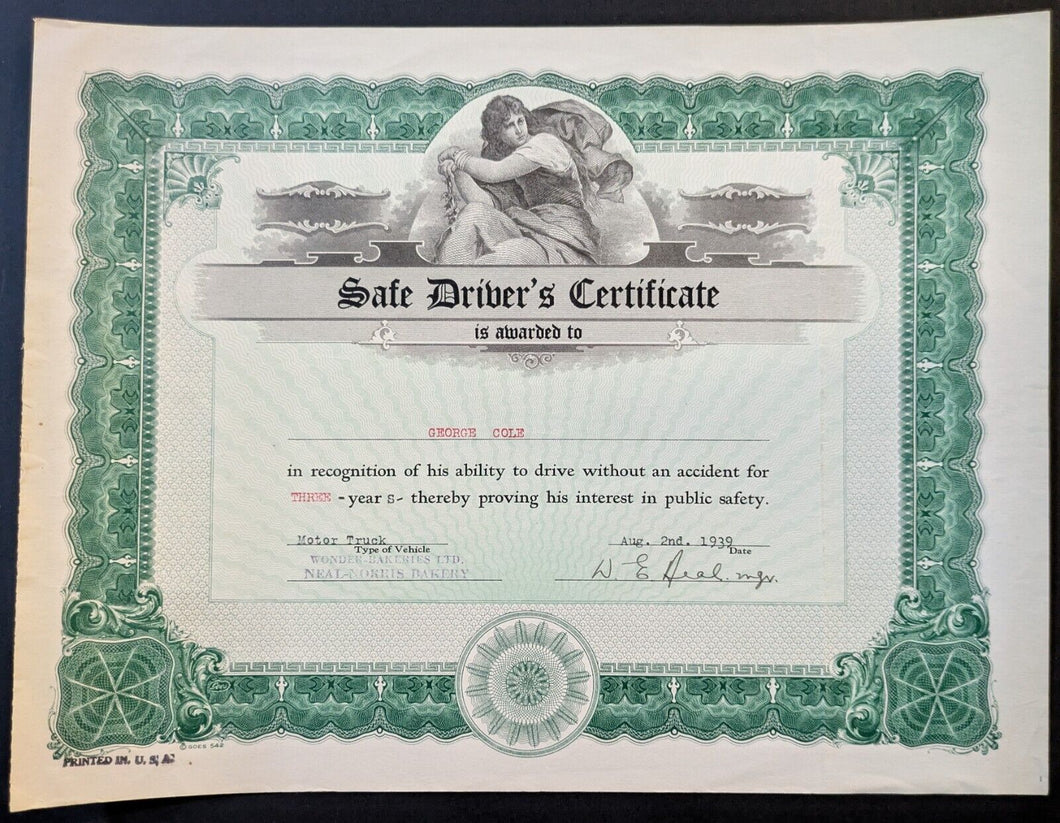 Safe Driver's Certificate
is awarded to
GEORGE COLE
in recognition of his ability to drive without an accident for
THREE -year s- thereby proving his interest in public safety.
Motor Truck
Type of Vehicle
Aug. 2nd. 1939
Date
WONDER-BAKERIES LTD.
NEAL-NORRIS BAKERY
W. E Neal. mgr.
© GOES 542
PRINTED IN. U. S. A.